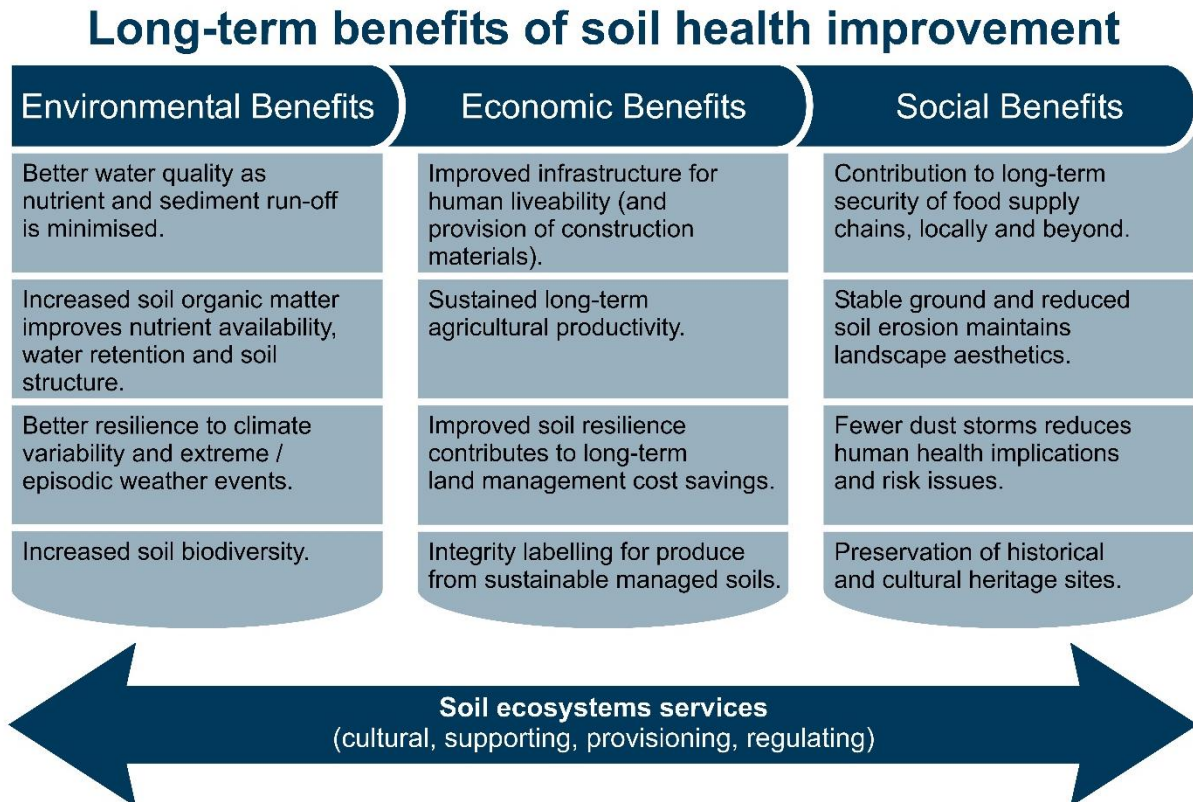 Long-term benefits of soil health improvement
Environmental Benefits
Better water quality as
nutrient and sediment run-off
is minimised.
Increased soil organic matter
improves nutrient availability,
water retention and soil
structure.
Better resilience to climate
variability and extreme /
episodic weather events.
Increased soil biodiversity.
Economic Benefits
Improved infrastructure for
human liveability (and
provision of construction
materials).
Sustained long-term
agricultural productivity.
Improved soil resilience
contributes to long-term
land management cost savings.
Integrity labelling for produce
from sustainable managed soils.
Social Benefits
Contribution to long-term
security of food supply
chains, locally and beyond.
Stable ground and reduced
soil erosion maintains
landscape aesthetics.
Fewer dust storms reduces
human health implications
and risk issues.
Preservation of historical
and cultural heritage sites.
Soil ecosystems services
(cultural, supporting, provisioning, regulating)